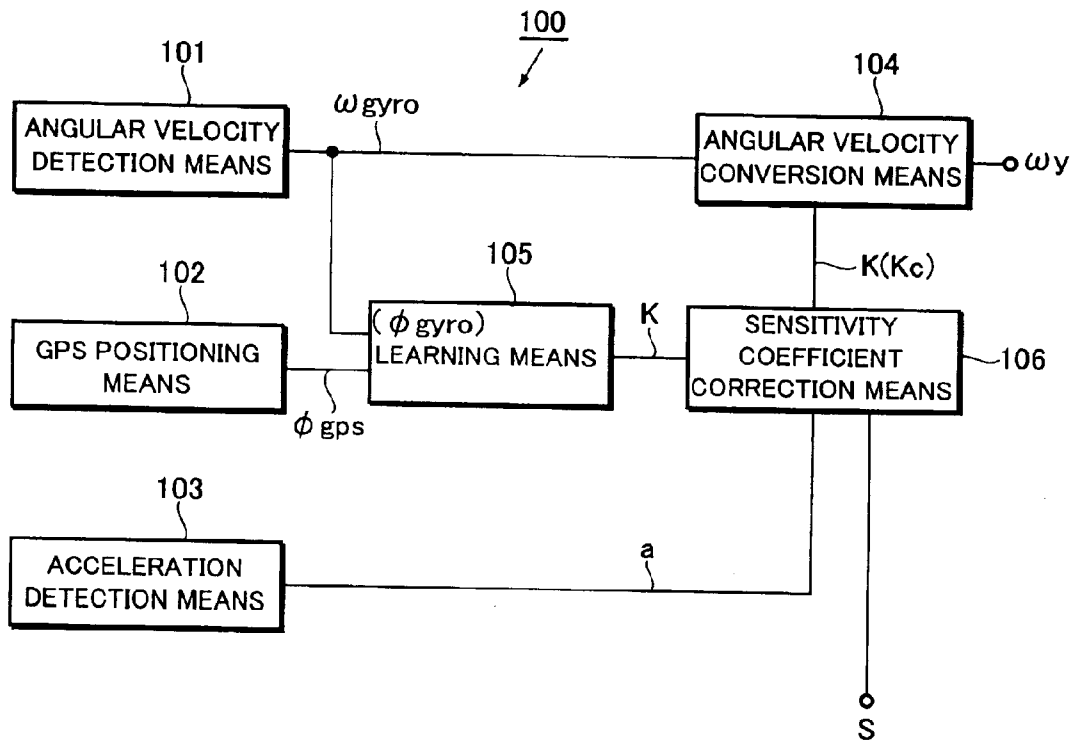 100
101
104
ω gyro
ANGULAR VELOCITY
DETECTION MEANS
ANGULAR VELOCITY
CONVERSION MEANS
ωy
K(Kc)
102
105
GPS POSITIONING
MEANS
(φ gyro)
LEARNING MEANS
K
SENSITIVITY
COEFFICIENT
CORRECTION MEANS
106
φ gps
103
ACCELERATION
DETECTION MEANS
a
S